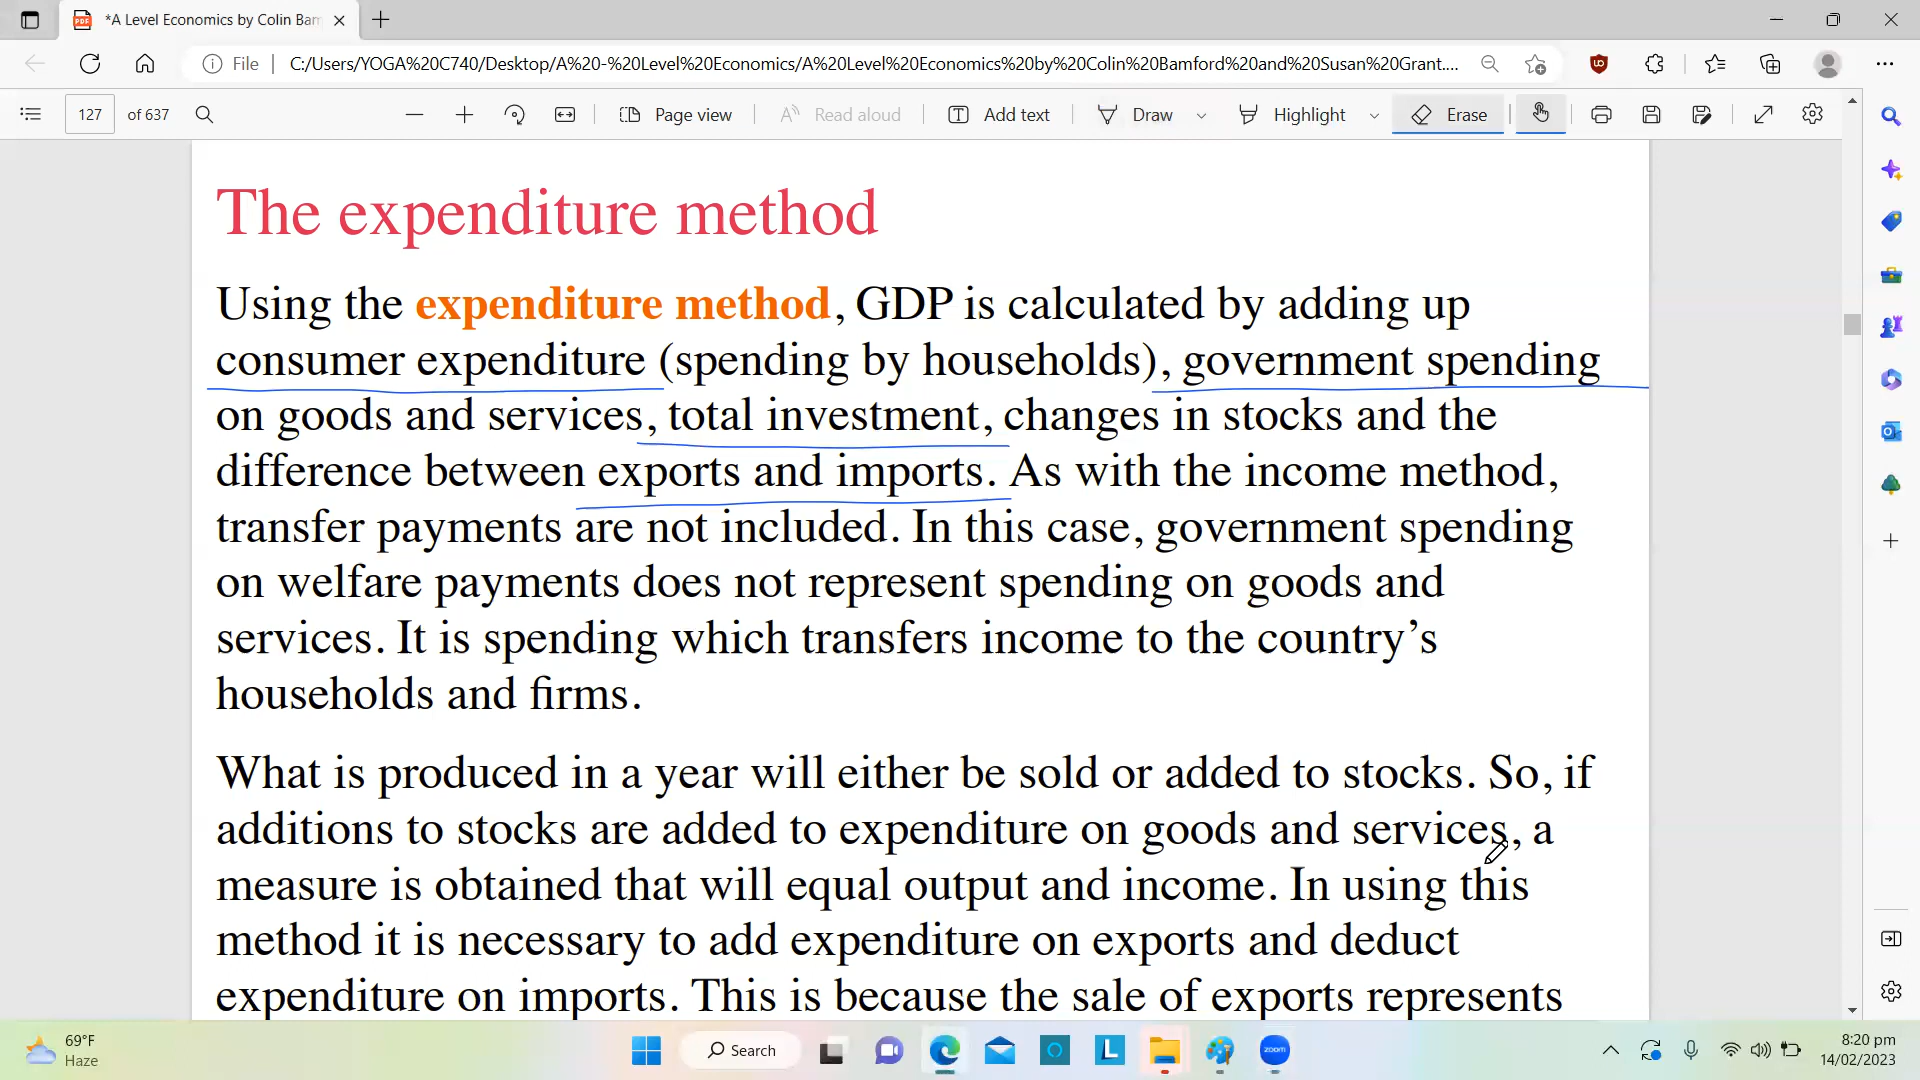 *A Level Economics by Colin Bam
File
C:/Users/YOGA%20C740/Desktop/A%20-%20Level%20Economics/A%20Level%20Economics%20by%20Colin%20Bamford%20and%20Susan%20Grant....
127 of 637
Page view
Read aloud
Add text
Draw
Highlight
Erase
The expenditure method
Using the expenditure method, GDP is calculated by adding up
consumer expenditure (spending by households), government spending
on goods and services, total investment, changes in stocks and the
difference between exports and imports. As with the income method,
transfer payments are not included. In this case, government spending
on welfare payments does not represent spending on goods and
services. It is spending which transfers income to the country’s
households and firms.
What is produced in a year will either be sold or added to stocks. So, if
additions to stocks are added to expenditure on goods and services, a
measure is obtained that will equal output and income. In using this
method it is necessary to add expenditure on exports and deduct
expenditure on imports. This is because the sale of exports represents
69°F
Haze
Search
L
zoom
8:20 pm
14/02/2023